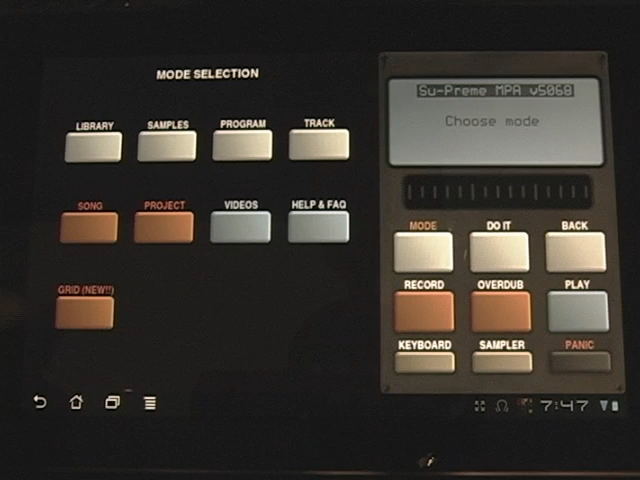 MODE SELECTION
LIBRARY SAMPLES PROGRAM TRACK
SONG PROJECT VIDEOS HELP & FAQ
GRID (NEW!!)
Su-Preme MPA v5068
Choose mode
MODE DO IT BACK
RECORD OVERDUB PLAY
KEYBOARD SAMPLER PANIC
7:47